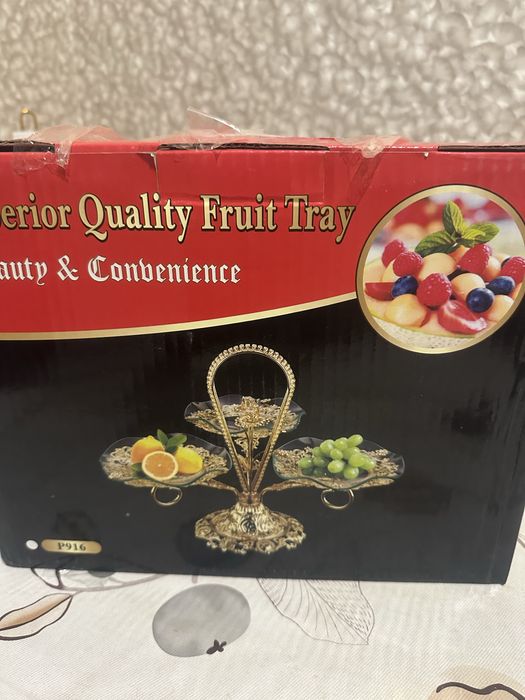 erior Quality Fruit Tray
auty & Convenience
P916